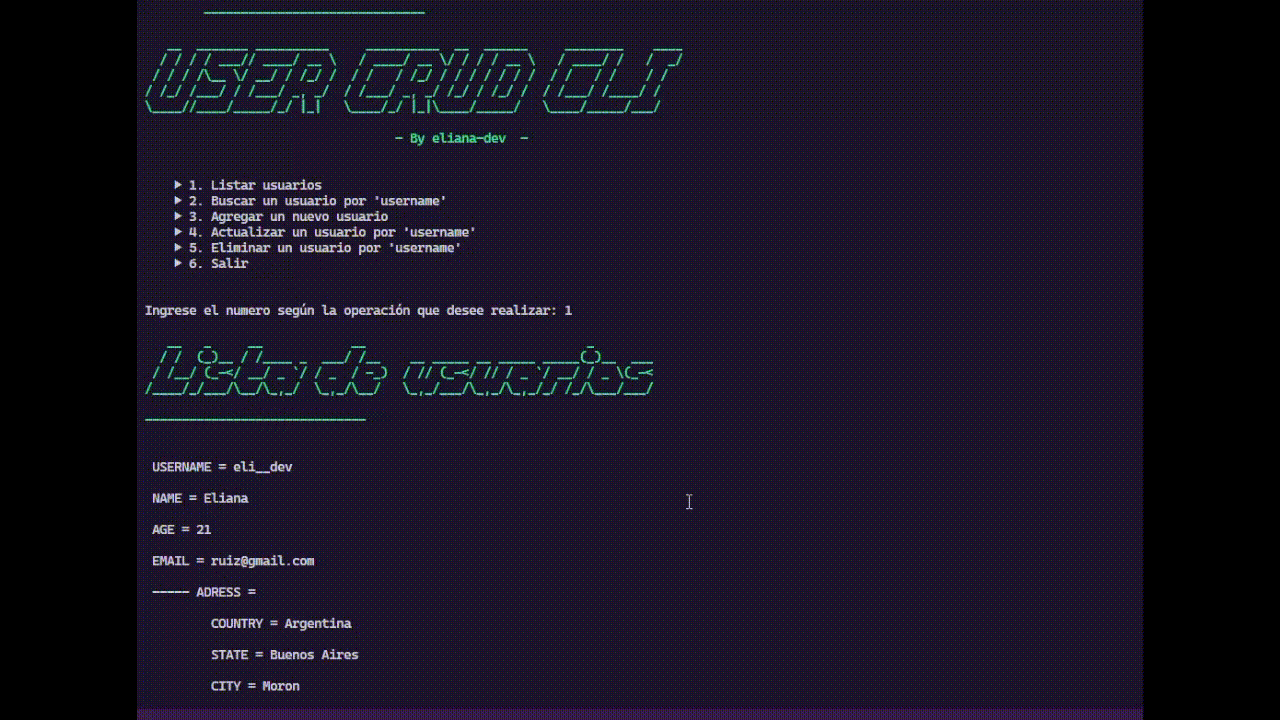 USER CRUD CLI
- By eliana-dev -
▶ 1. Listar usuarios
▶ 2. Buscar un usuario por 'username'
▶ 3. Agregar un nuevo usuario
▶ 4. Actualizar un usuario por 'username'
▶ 5. Eliminar un usuario por 'username'
▶ 6. Salir
Ingrese el numero según la operación que desee realizar: 1
Lista de usuarios
USERNAME = eli__dev
NAME = Eliana
AGE = 21
EMAIL = ruiz@gmail.com
----- ADRESS =
COUNTRY = Argentina
STATE = Buenos Aires
CITY = Moron